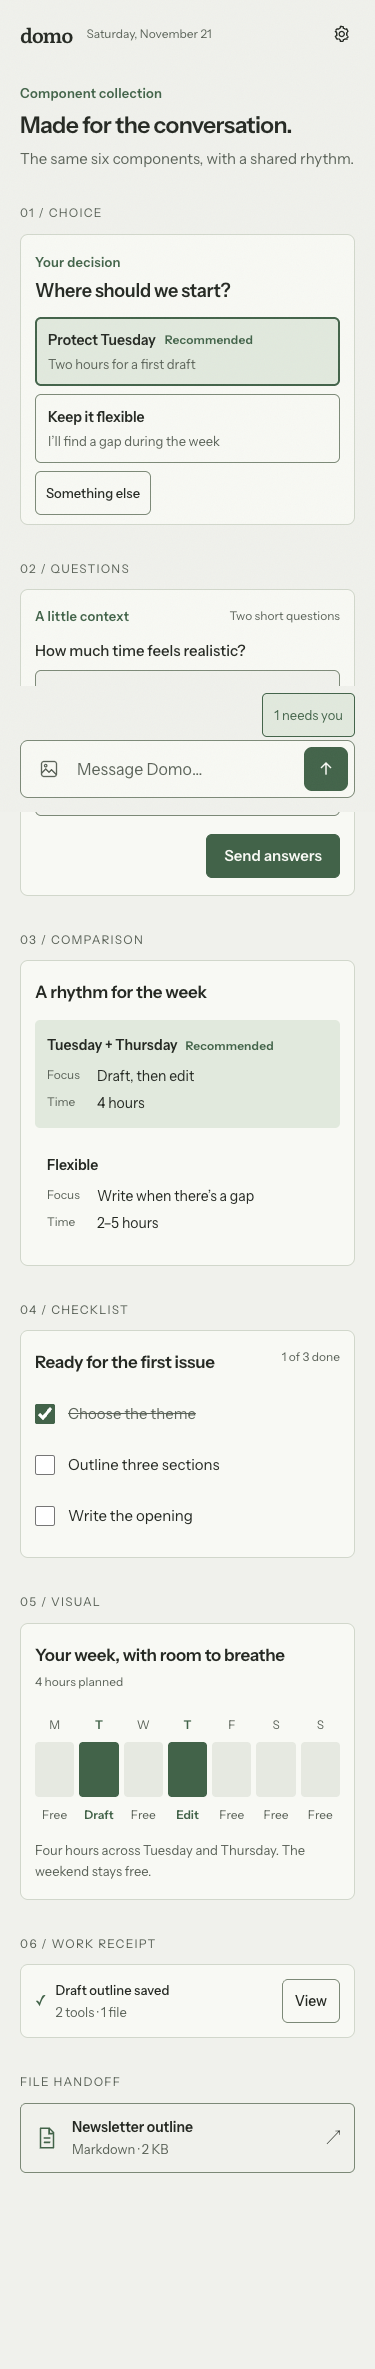 domo Saturday, November 21
Component collection
Made for the conversation.
The same six components, with a shared rhythm.
01 / CHOICE
Your decision
Where should we start?
Protect Tuesday Recommended
Two hours for a first draft
Keep it flexible
I'll find a gap during the week
Something else
02 / QUESTIONS
A little context Two short questions
How much time feels realistic?
1 needs you
Message Domo...
Send answers
03 / COMPARISON
A rhythm for the week
Tuesday + Thursday Recommended
Focus Draft, then edit
Time 4 hours
Flexible
Focus Write when there's a gap
Time 2–5 hours
04 / CHECKLIST
Ready for the first issue 1 of 3 done
Choose the theme
Outline three sections
Write the opening
05 / VISUAL
Your week, with room to breathe
4 hours planned
M T W T F S S
Free Draft Free Edit Free Free Free
Four hours across Tuesday and Thursday. The
weekend stays free.
06 / WORK RECEIPT
✓ Draft outline saved
2 tools · 1 file
View
FILE HANDOFF
Newsletter outline
Markdown · 2 KB